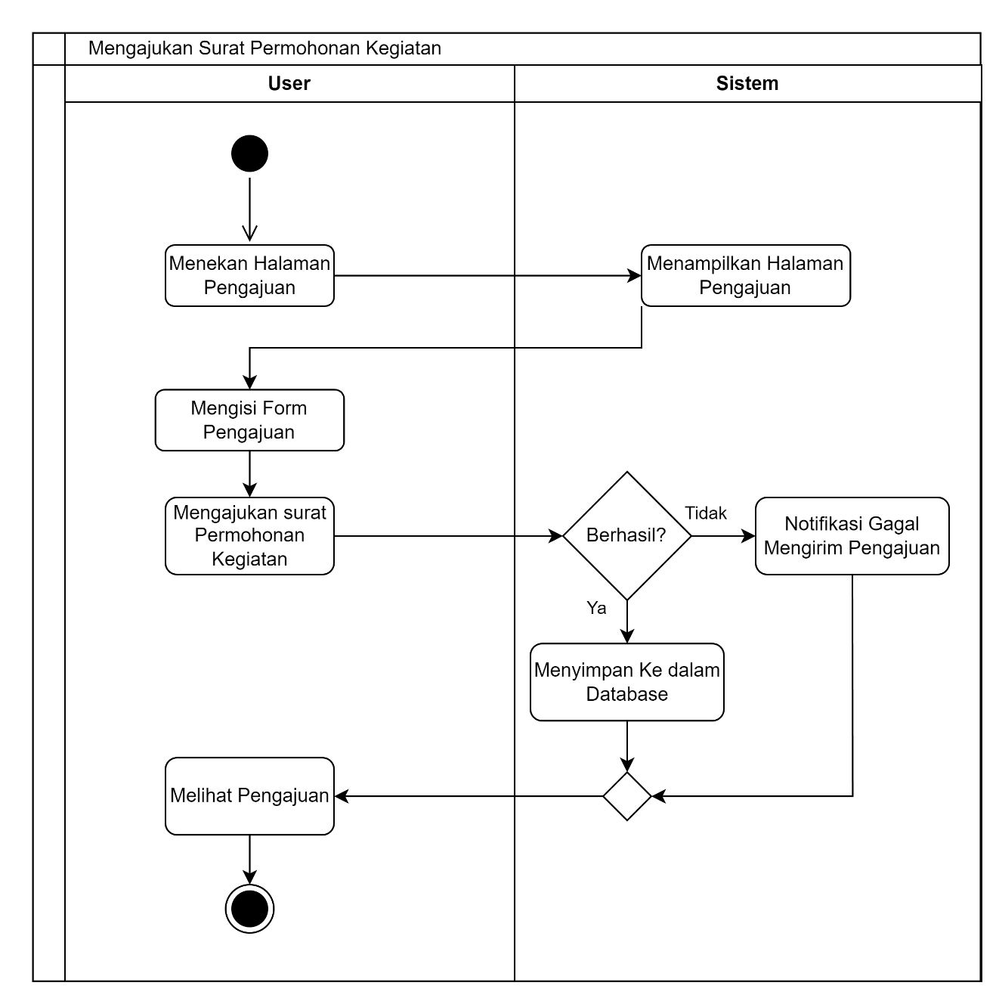 Mengajukan Surat Permohonan Kegiatan
User
Sistem
Menekan Halaman
Pengajuan
Menampilkan Halaman
Pengajuan
Mengisi Form
Pengajuan
Mengajukan surat
Permohonan
Kegiatan
Berhasil?
Tidak
Notifikasi Gagal
Mengirim Pengajuan
Ya
Menyimpan Ke dalam
Database
Melihat Pengajuan